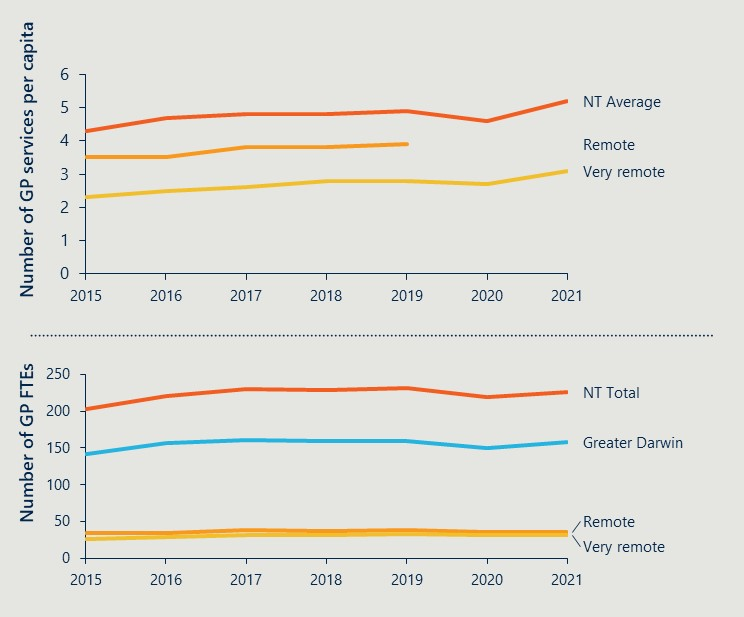 Number of GP services per capita
6
5
4
3
2
1
0
NT Average
Remote
Very remote
2015 2016 2017 2018 2019 2020 2021
Number of GP FTEs
250
200
150
100
50
0
NT Total
Greater Darwin
Remote
Very remote
2015 2016 2017 2018 2019 2020 2021